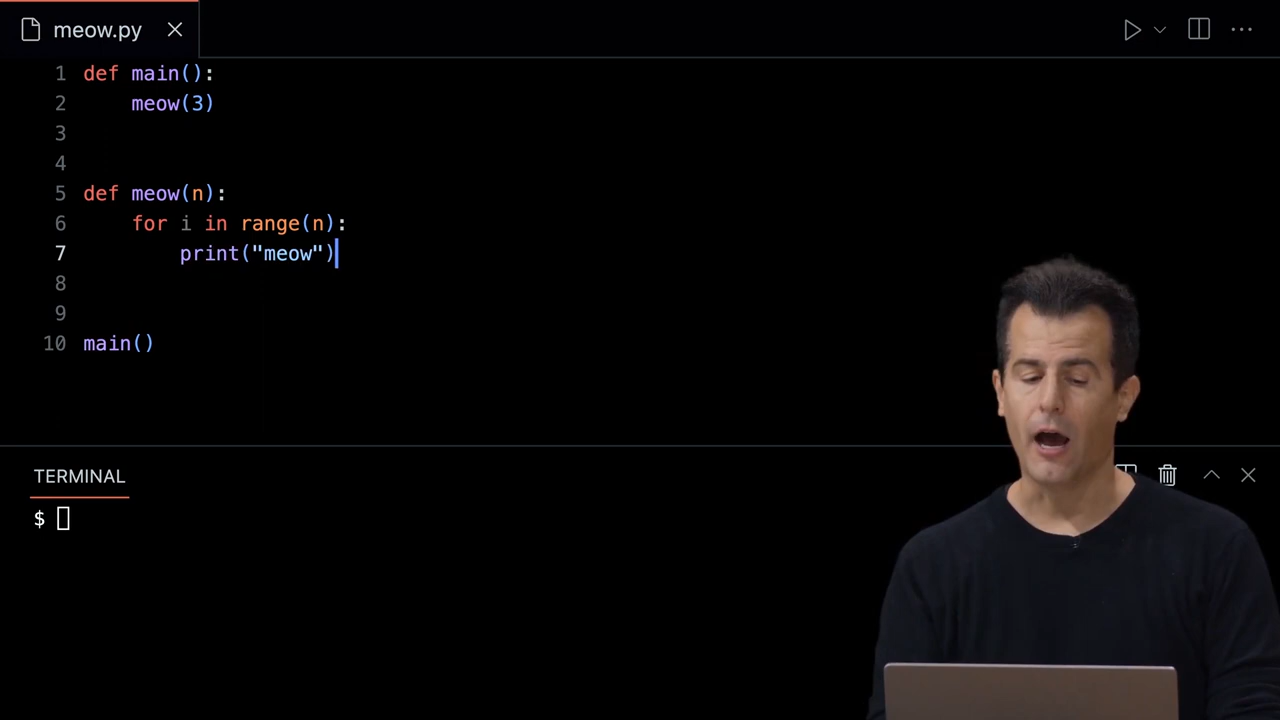 meow.py
1 def main():
2     meow(3)
3
4
5 def meow(n):
6     for i in range(n):
7         print("meow")
8
9
10 main()
TERMINAL
$